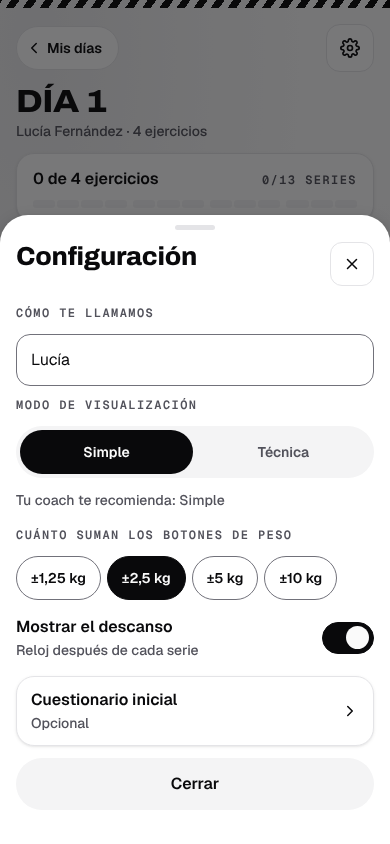 Mis días
DÍA 1
Lucía Fernández · 4 ejercicios
0 de 4 ejercicios
0/13 SERIES
Configuración
CÓMO TE LLAMAMOS
Lucía
MODO DE VISUALIZACIÓN
Simple
Técnica
Tu coach te recomienda: Simple
CUÁNTO SUMAN LOS BOTONES DE PESO
±1,25 kg
±2,5 kg
±5 kg
±10 kg
Mostrar el descanso
Reloj después de cada serie
Cuestionario inicial
Opcional
Cerrar